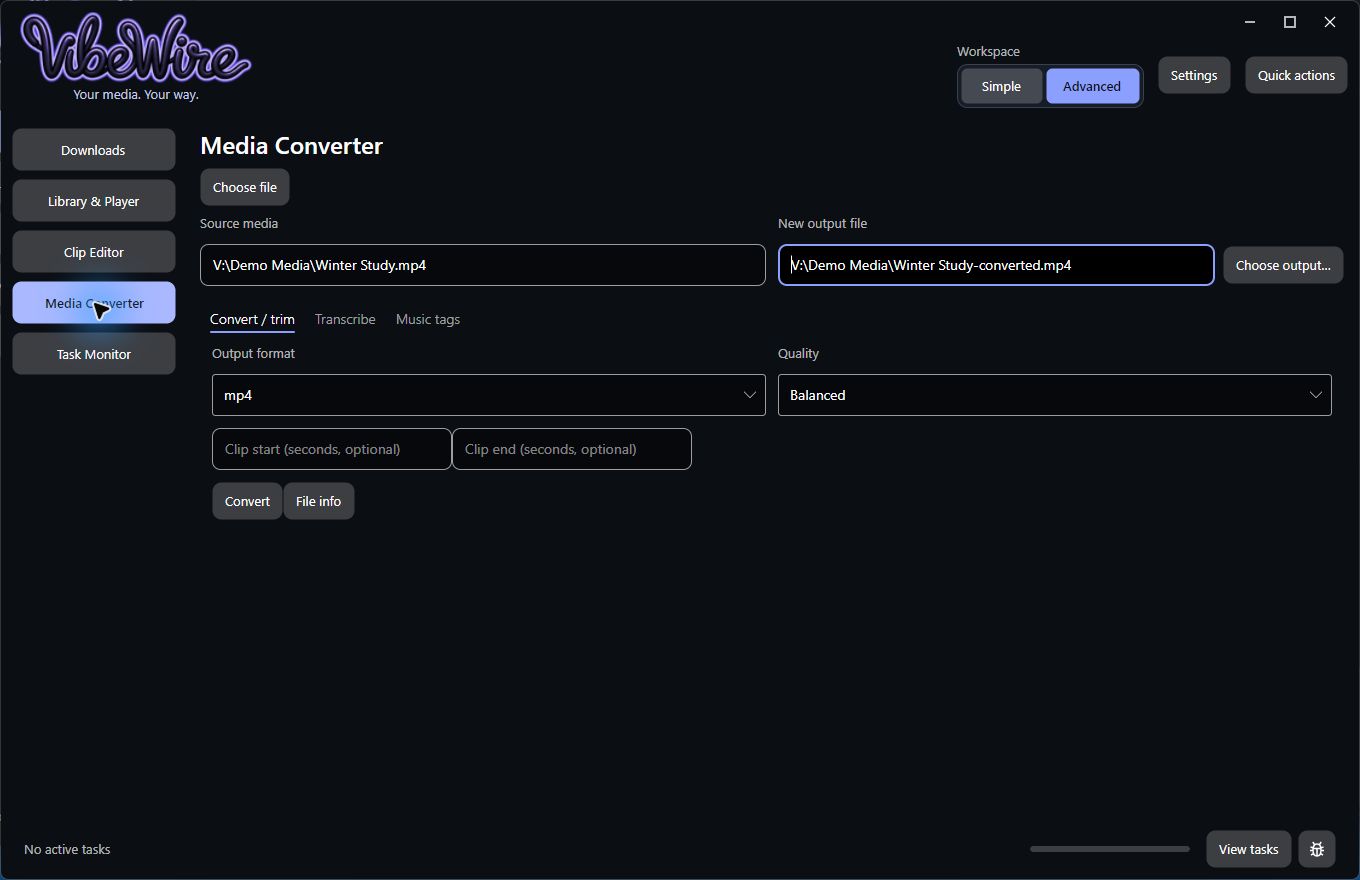 VibeWire
Your media. Your way.
Workspace
Simple
Advanced
Settings
Quick actions
Downloads
Library & Player
Clip Editor
Media Converter
Task Monitor
Media Converter
Choose file
Source media
New output file
V:\Demo Media\Winter Study.mp4
V:\Demo Media\Winter Study-converted.mp4
Choose output...
Convert / trim
Transcribe
Music tags
Output format
Quality
mp4
Balanced
Clip start (seconds, optional)
Clip end (seconds, optional)
Convert
File info
No active tasks
View tasks